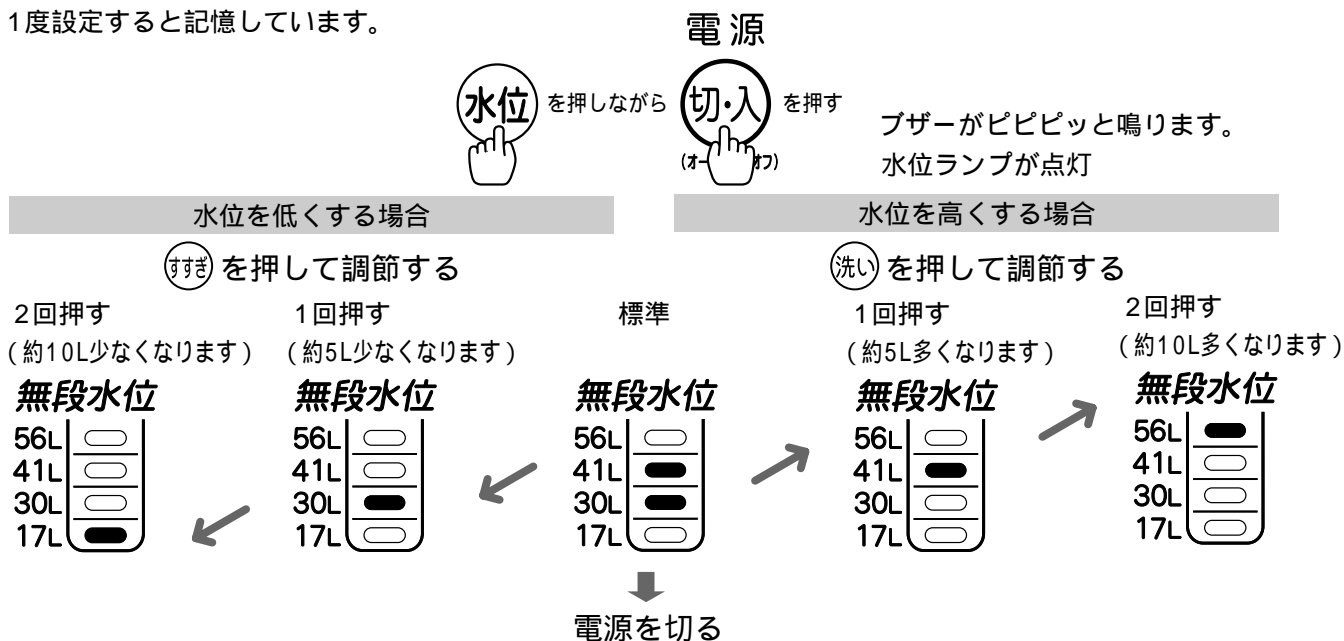 1度設定すると記憶しています。
電源
水位 を押しながら 切・入 を押す
(オー オフ)
ブザーがピピピッと鳴ります。
水位ランプが点灯
水位を低くする場合
水位を高くする場合
すすぎ を押して調節する
洗い を押して調節する
2回押す
(約10L少なくなります)
無段水位
56L
41L
30L
17L
1回押す
(約5L少なくなります)
無段水位
56L
41L
30L
17L
標準
無段水位
56L
41L
30L
17L
1回押す
(約5L多くなります)
無段水位
56L
41L
30L
17L
2回押す
(約10L多くなります)
無段水位
56L
41L
30L
17L
電源を切る